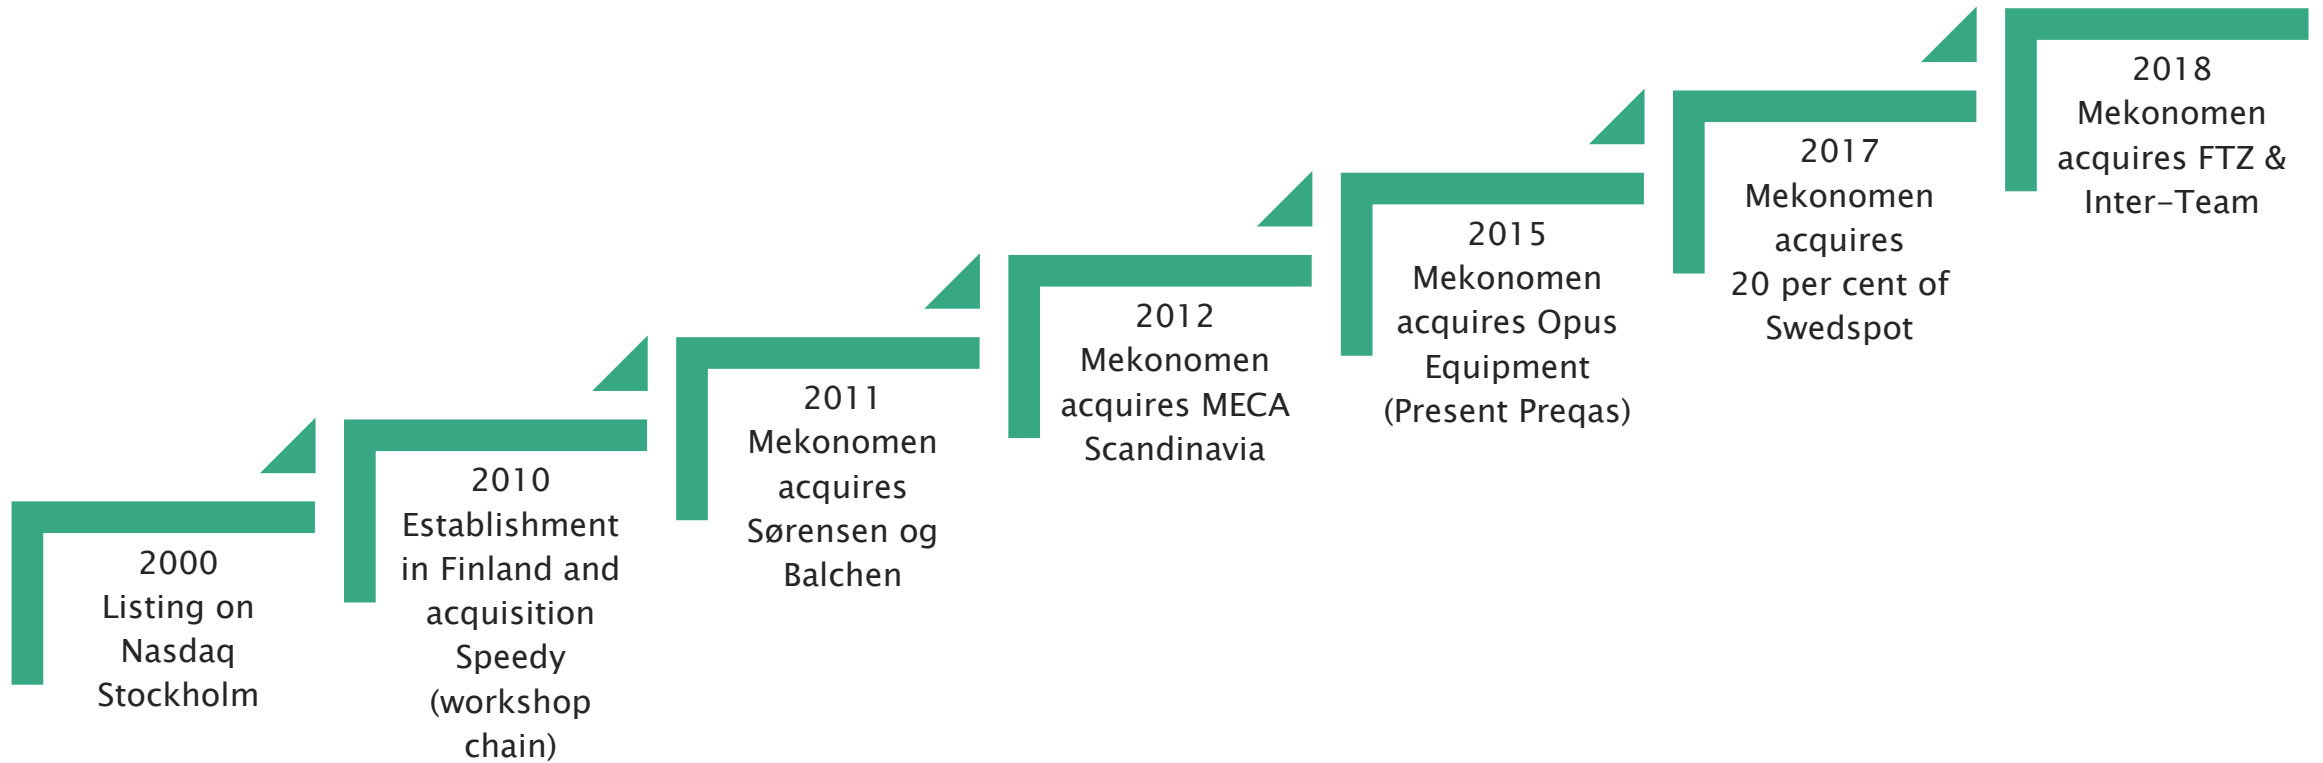 2000
Listing on
Nasdaq
Stockholm
2010
Establishment
in Finland and
acquisition
Speedy
(workshop
chain)
2011
Mekonomen
acquires
Sørensen og
Balchen
2012
Mekonomen
acquires MECA
Scandinavia
2015
Mekonomen
acquires Opus
Equipment
(Present Preqas)
2017
Mekonomen
acquires
20 per cent of
Swedspot
2018
Mekonomen
acquires FTZ &
Inter-Team